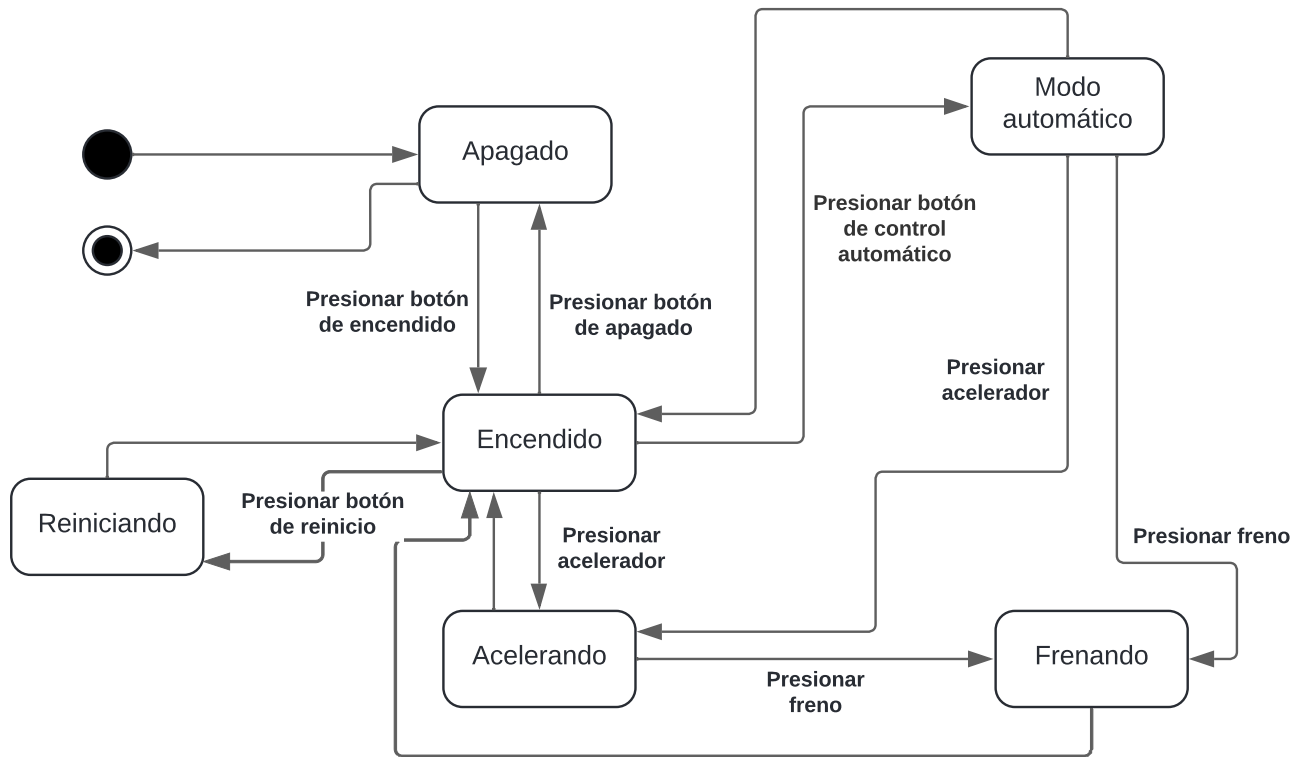 Modo
automático
Apagado
Presionar botón
de control
automático
Presionar botón
de encendido
Presionar botón
de apagado
Presionar
acelerador
Encendido
Presionar botón
de reinicio
Reiniciando
Presionar
acelerador
Presionar freno
Acelerando
Frenando
Presionar
freno